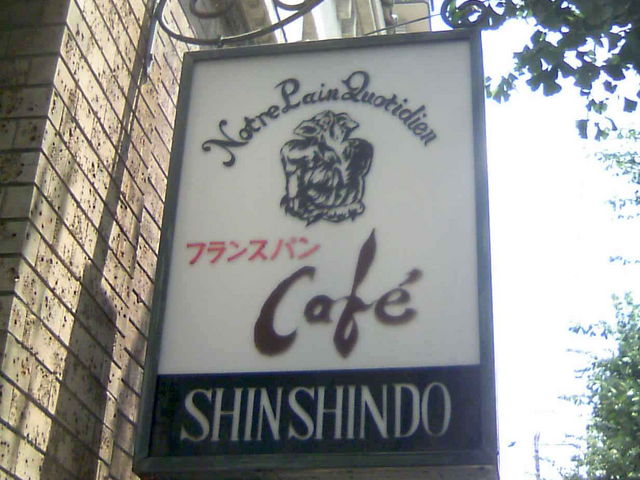 Notre Pain Quotidien
フランスパン
Café
SHINSHINDO